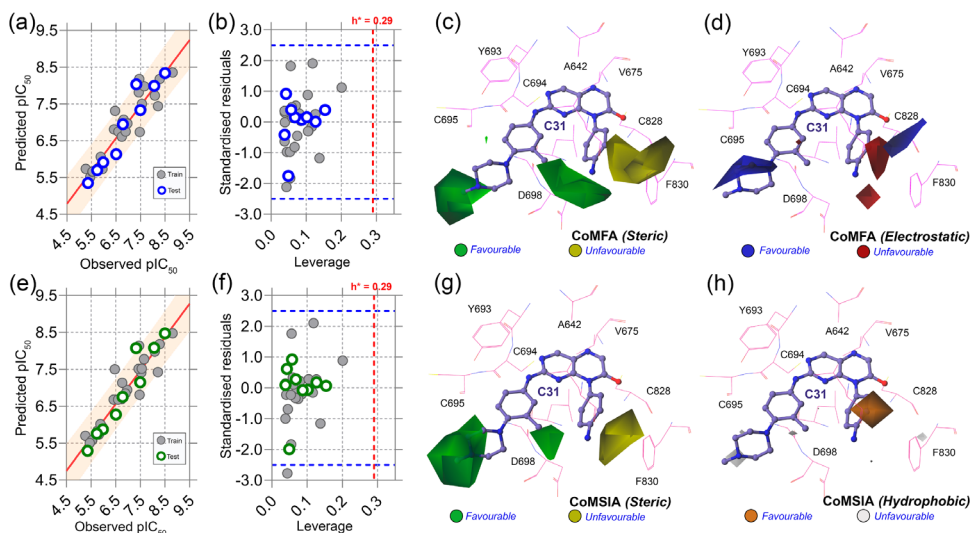 (a)
Predicted pIC50
9.5
8.5
7.5
6.5
5.5
4.5
Train
Test
4.5 5.5 6.5 7.5 8.5 9.5
Observed pIC50
(b)
h* = 0.29
Standardised residuals
3.0
2.0
1.0
0.0
-1.0
-2.0
-3.0
0.0 0.1 0.2 0.3
Leverage
(c)
Y693
A642
V675
C694
C695
C31
C828
D698
F830
CoMFA (Steric)
Favourable Unfavourable
(d)
Y693
A642
V675
C694
C695
C31
C828
D698
F830
CoMFA (Electrostatic)
Favourable Unfavourable
(e)
Predicted pIC50
9.5
8.5
7.5
6.5
5.5
4.5
Train
Test
4.5 5.5 6.5 7.5 8.5 9.5
Observed pIC50
(f)
h* = 0.29
Standardised residuals
3.0
2.0
1.0
0.0
-1.0
-2.0
-3.0
0.0 0.1 0.2 0.3
Leverage
(g)
Y693
A642
V675
C694
C695
C31
C828
D698
F830
CoMSIA (Steric)
Favourable Unfavourable
(h)
Y693
A642
V675
C694
C695
C31
C828
D698
F830
CoMSIA (Hydrophobic)
Favourable Unfavourable